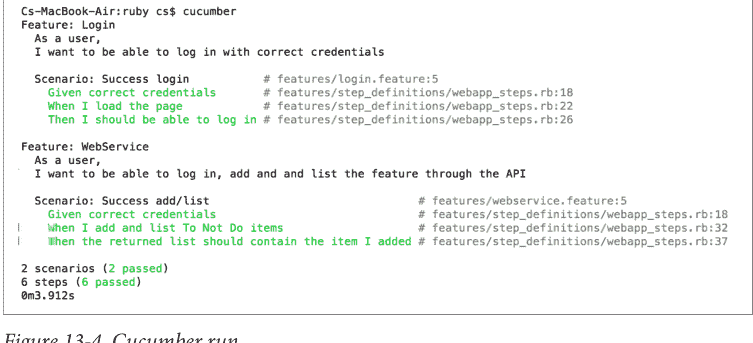 Cs-MacBook-Air:ruby cs$ cucumber
Feature: Login
As a user,
I want to be able to log in with correct credentials
Scenario: Success login # features/login.feature:5
Given correct credentials # features/step_definitions/webapp_steps.rb:18
When I load the page # features/step_definitions/webapp_steps.rb:22
Then I should be able to log in # features/step_definitions/webapp_steps.rb:26
Feature: WebService
As a user,
I want to be able to log in, add and and list the feature through the API
Scenario: Success add/list # features/webservice.feature:5
Given correct credentials # features/step_definitions/webapp_steps.rb:18
When I add and list To Not Do items # features/step_definitions/webapp_steps.rb:32
When the returned list should contain the item I added # features/step_definitions/webapp_steps.rb:37
2 scenarios (2 passed)
6 steps (6 passed)
0m3.912s
Figure 13-4. Cucumber run